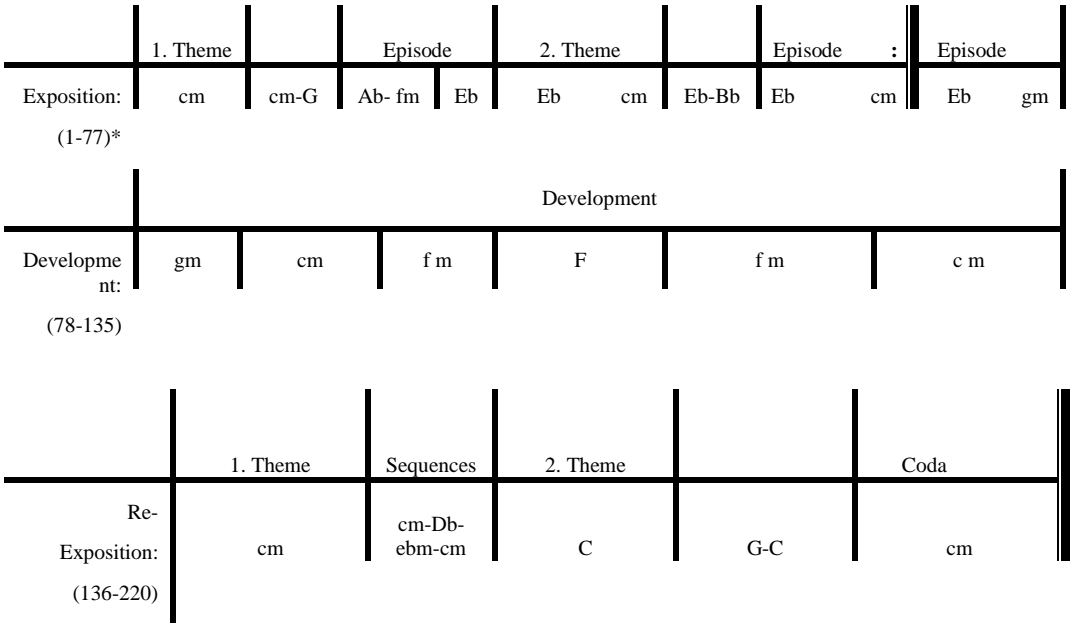 1. Theme Episode 2. Theme Episode : Episode
Exposition: cm cm-G Ab- fm Eb Eb cm Eb-Bb Eb cm Eb gm
(1-77)*
Development
Developme gm cm f m F f m c m
nt:
(78-135)
1. Theme Sequences 2. Theme Coda
Re-
Exposition: cm cm-Db- C G-C cm
ebm-cm
(136-220)